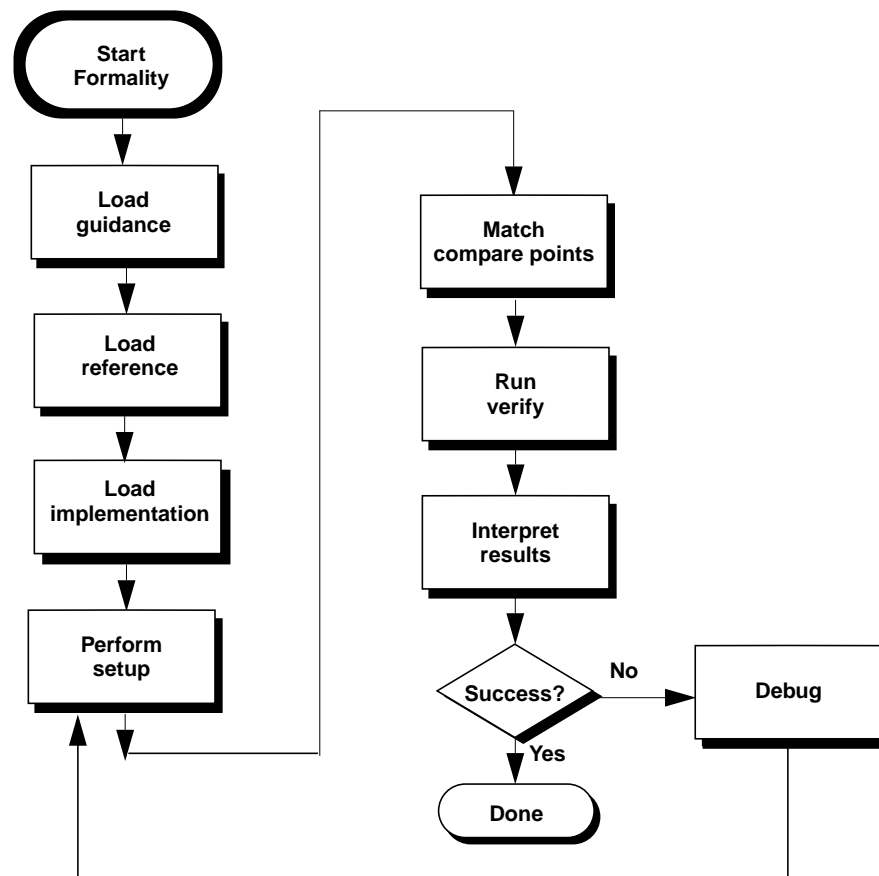 Start
Formality
Load
guidance
Load
reference
Load
implementation
Perform
setup
Match
compare points
Run
verify
Interpret
results
Success?
No
Debug
Yes
Done